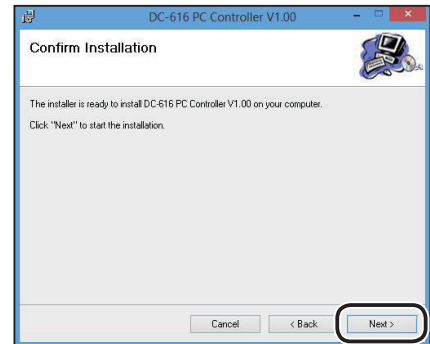 DC-616 PC Controller V1.00
Confirm Installation
The installer is ready to install DC-616 PC Controller V1.00 on your computer.
Click "Next" to start the installation.
Cancel
< Back
Next >